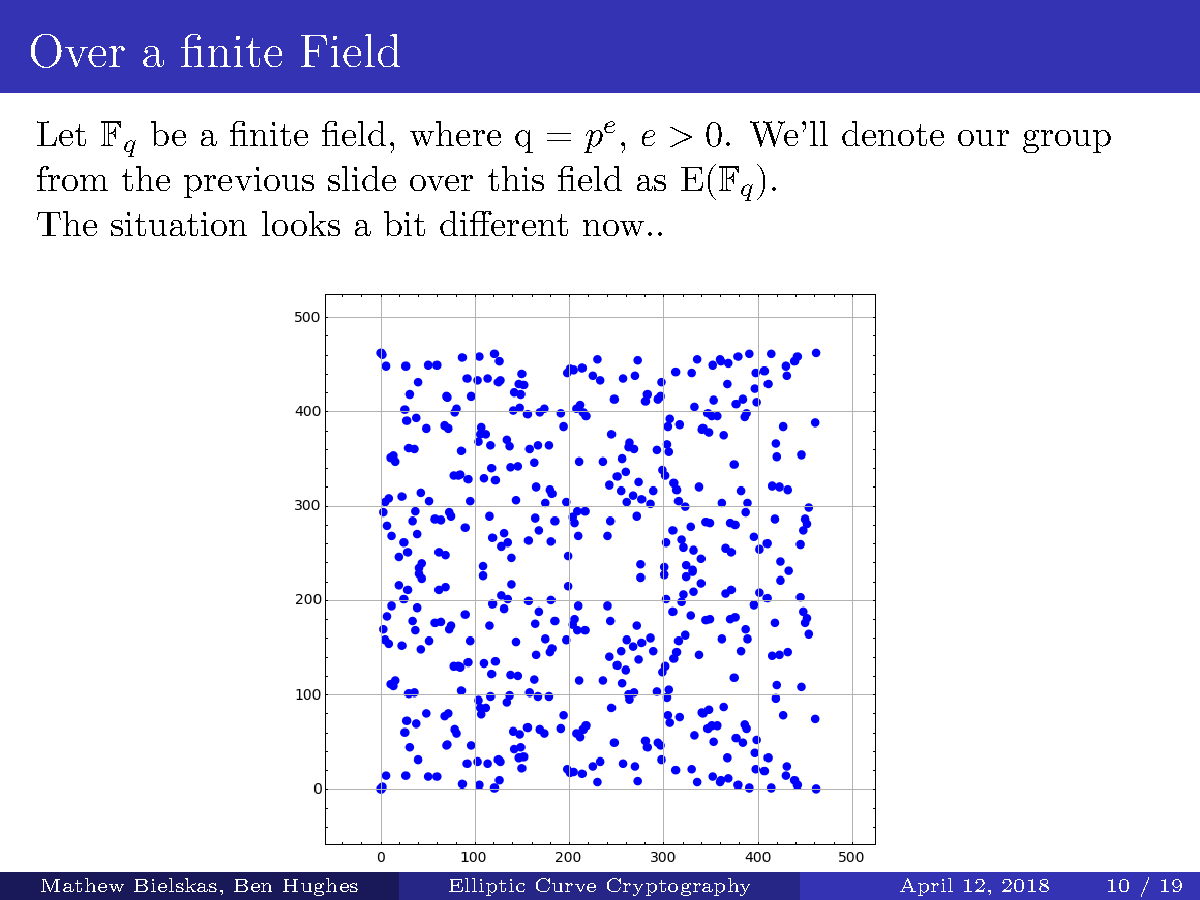 Over a finite Field
Let 𝔽q be a finite field, where q = p^e, e > 0. We'll denote our group
from the previous slide over this field as E(𝔽q).
The situation looks a bit different now..
500
400
300
200
100
0
0 100 200 300 400 500
Mathew Bielskas, Ben Hughes Elliptic Curve Cryptography April 12, 2018 10 / 19